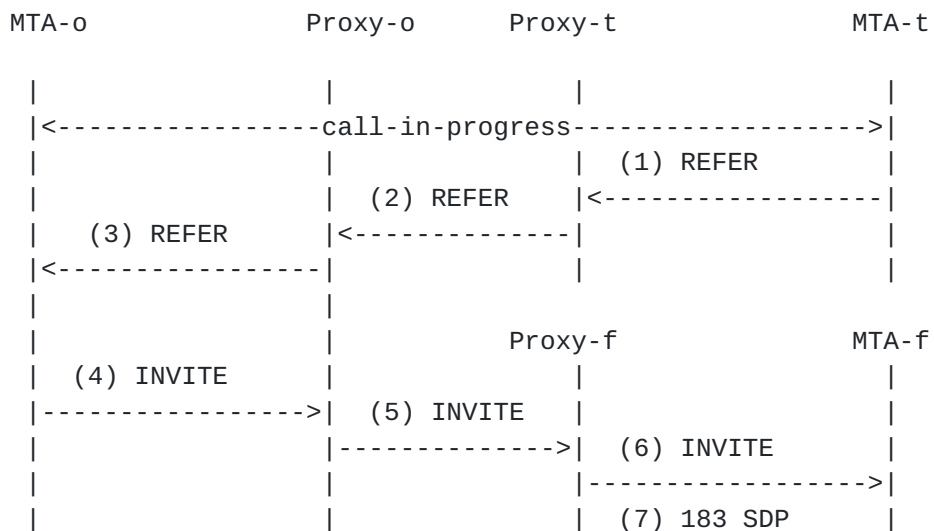 MTA-o               Proxy-o     Proxy-t               MTA-t
|                  |               |                   |
|<-----------------call-in-progress------------------->|
|                  |               |  (1) REFER        |
|                  |  (2) REFER    |<------------------|
|   (3) REFER      |<--------------|                   |
|<-----------------|               |                   |
|                  |
|                  |           Proxy-f               MTA-f
|  (4) INVITE      |               |                   |
|----------------->|  (5) INVITE   |                   |
|                  |-------------->|  (6) INVITE       |
|                  |               |------------------>|
|                  |               |  (7) 183 SDP      |